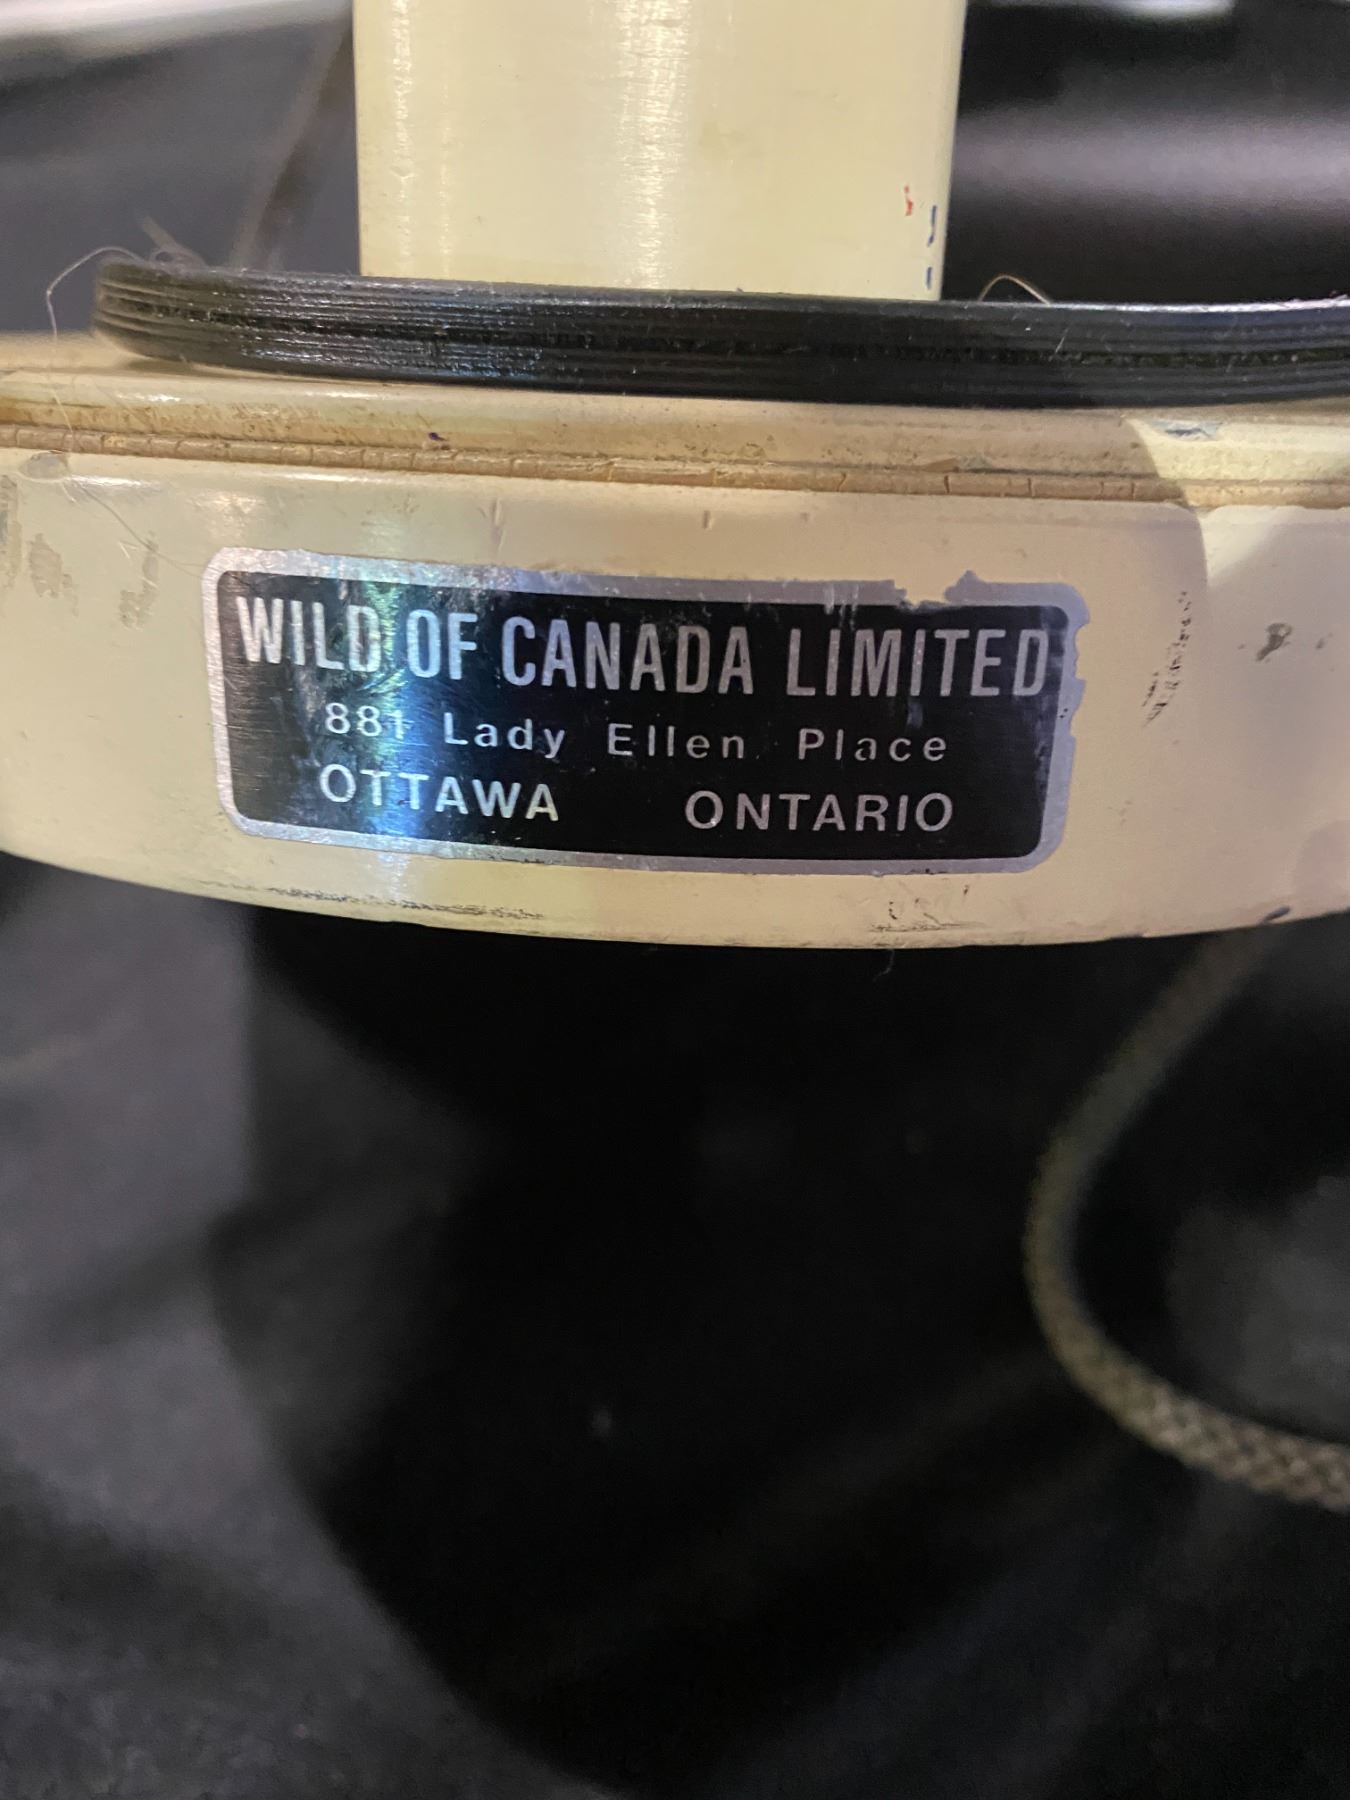 WILD OF CANADA LIMITED
881 Lady Ellen Place
OTTAWA ONTARIO